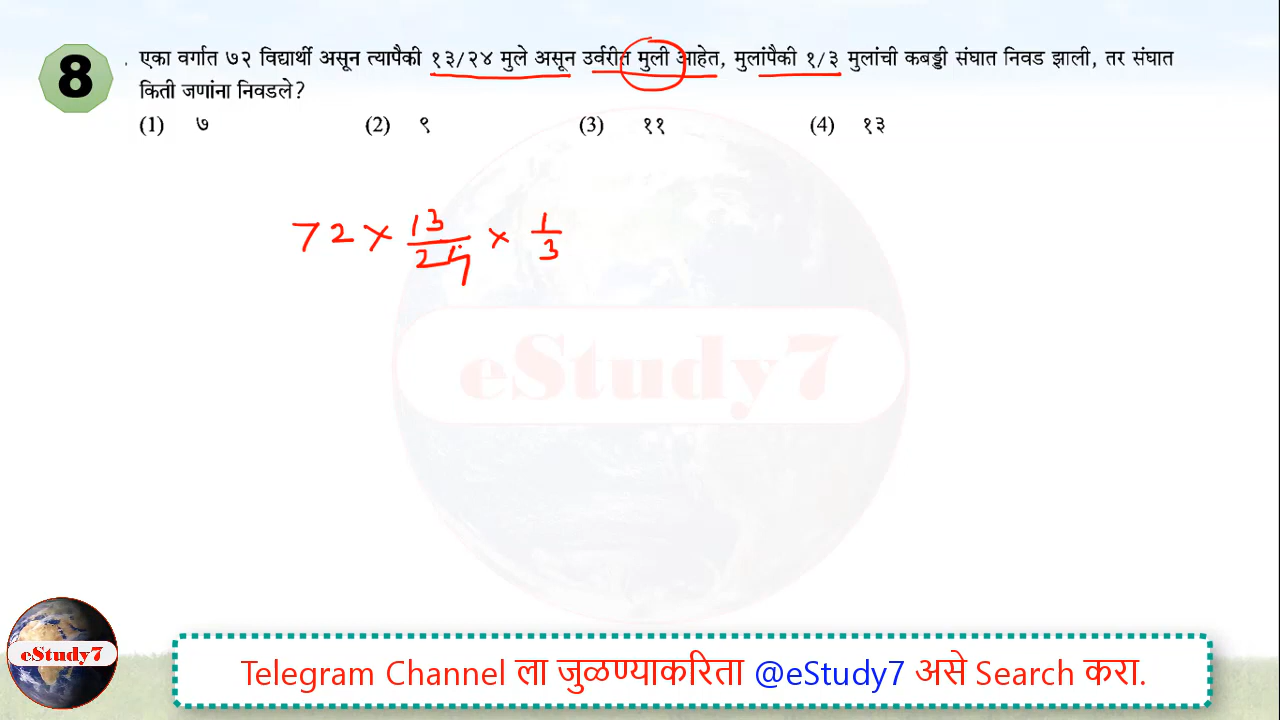 8
. एका वर्गात ७२ विद्यार्थी असून त्यापैकी १३/२४ मुले असून उर्वरीत मुली आहेत, मुलांपैकी १/३ मुलांची कबड्डी संघात निवड झाली, तर संघात
किती जणांना निवडले?
(1) ७ (2) ९ (3) ११ (4) १३
72 × 13/24 × 1/3
eStudy7
eStudy7
Telegram Channel ला जुळण्याकरिता @eStudy7 असे Search करा.